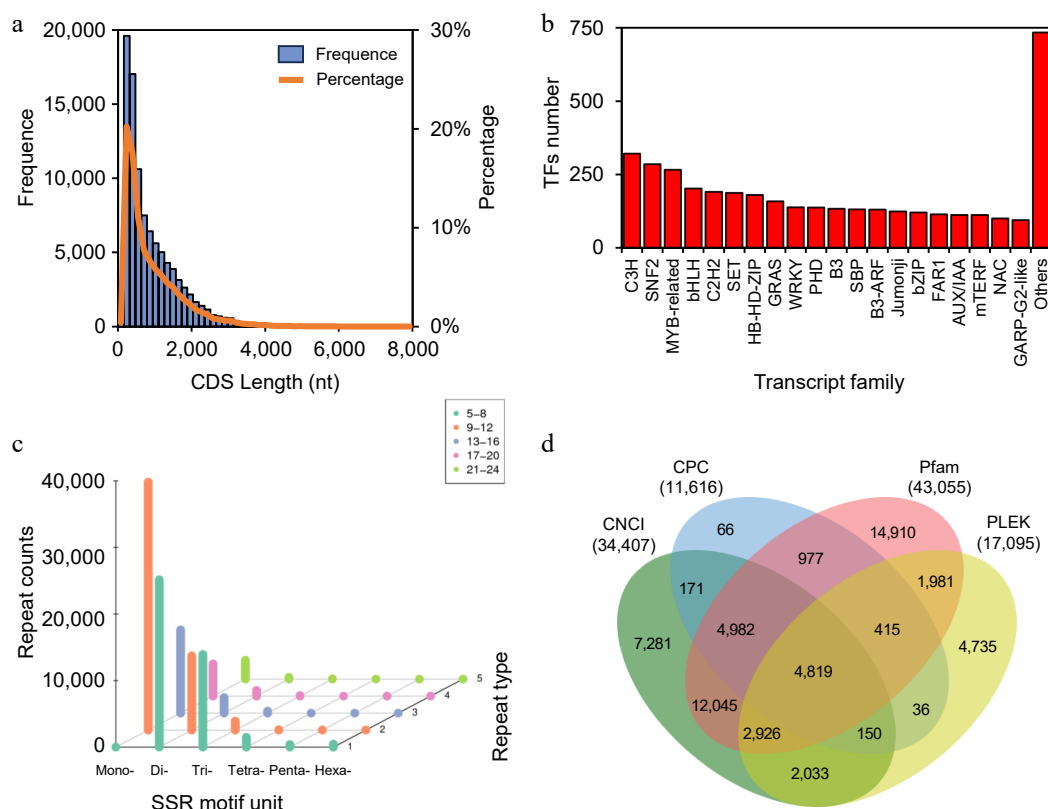 a
20,000
15,000
10,000
5,000
0
Frequence
30%
20%
10%
0%
Percentage
Frequence
Percentage
0
2,000
4,000
6,000
8,000
CDS Length (nt)
b
750
500
250
0
TFs number
C3H
SNF2
MYB-related
bHLH
C2H2
SET
HB-HD-ZIP
GRAS
WRKY
PHD
B3
SBP
B3-ARF
Jumonji
bZIP
FAR1
AUX/IAA
mTERF
NAC
GARP-G2-like
Others
Transcript family
c
5−8
9−12
13−16
17−20
21−24
40,000
30,000
20,000
10,000
0
Repeat counts
Mono-
Di-
Tri-
Tetra-
Penta-
Hexa-
1
2
3
4
5
Repeat type
SSR motif unit
d
CPC
(11,616)
Pfam
(43,055)
CNCI
(34,407)
PLEK
(17,095)
66
14,910
977
171
1,981
4,982
415
7,281
4,735
4,819
12,045
36
2,926
150
2,033